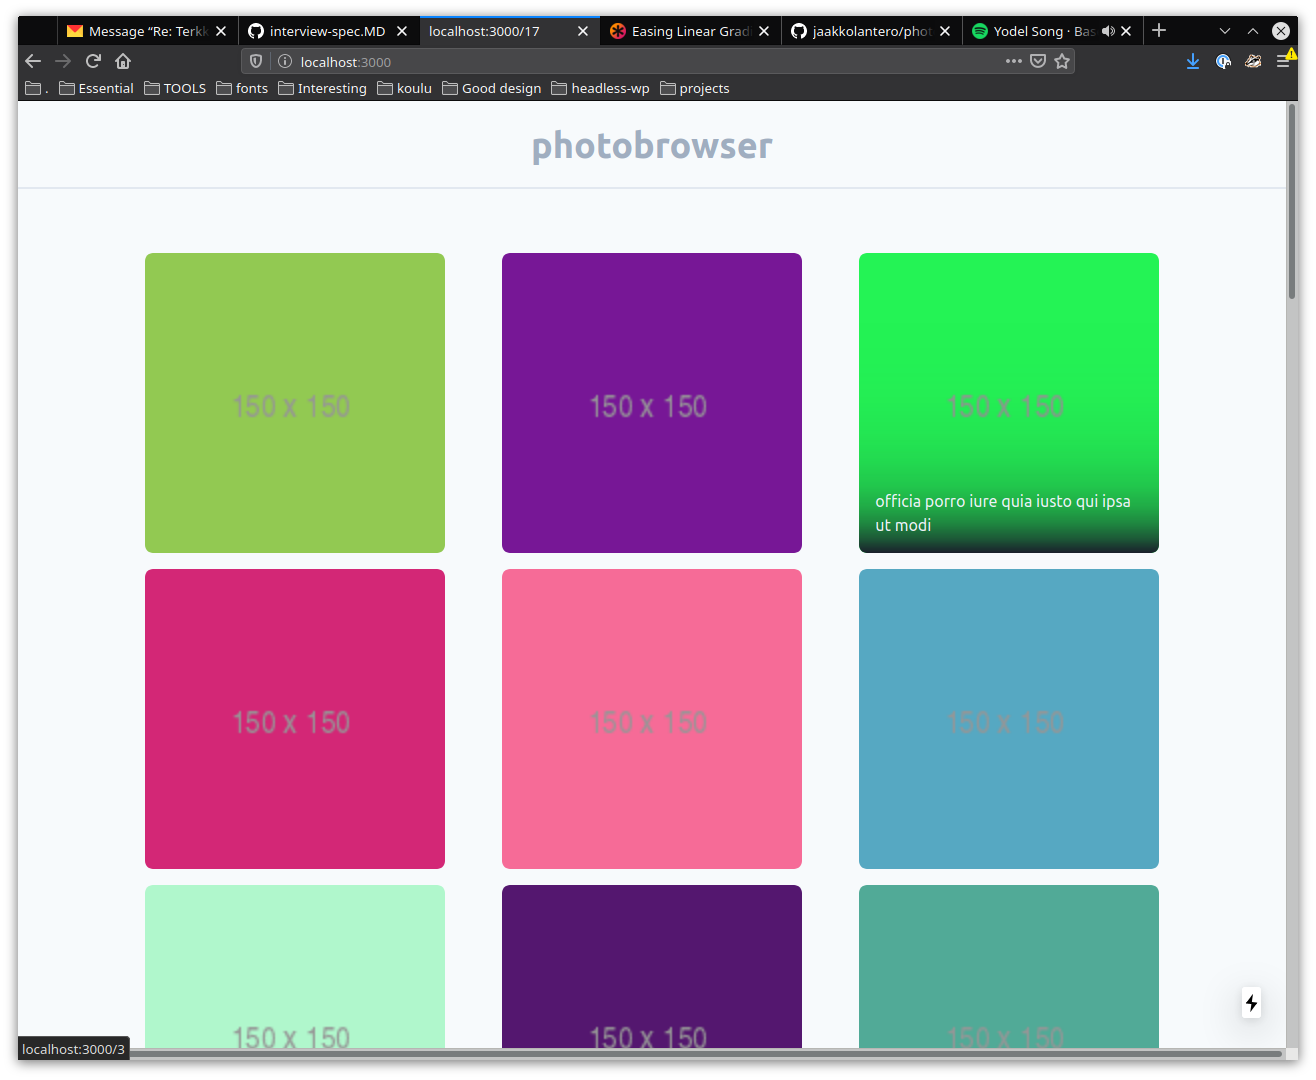 Message “Re: Terkk
interview-spec.MD
localhost:3000/17
Easing Linear Grad
jaakkolantero/phot
Yodel Song · Bas
localhost:3000
.
Essential
TOOLS
fonts
Interesting
koulu
Good design
headless-wp
projects
photobrowser
150 x 150
150 x 150
150 x 150
officia porro iure quia iusto qui ipsa
ut modi
150 x 150
150 x 150
150 x 150
150 x 150
150 x 150
150 x 150
localhost:3000/3